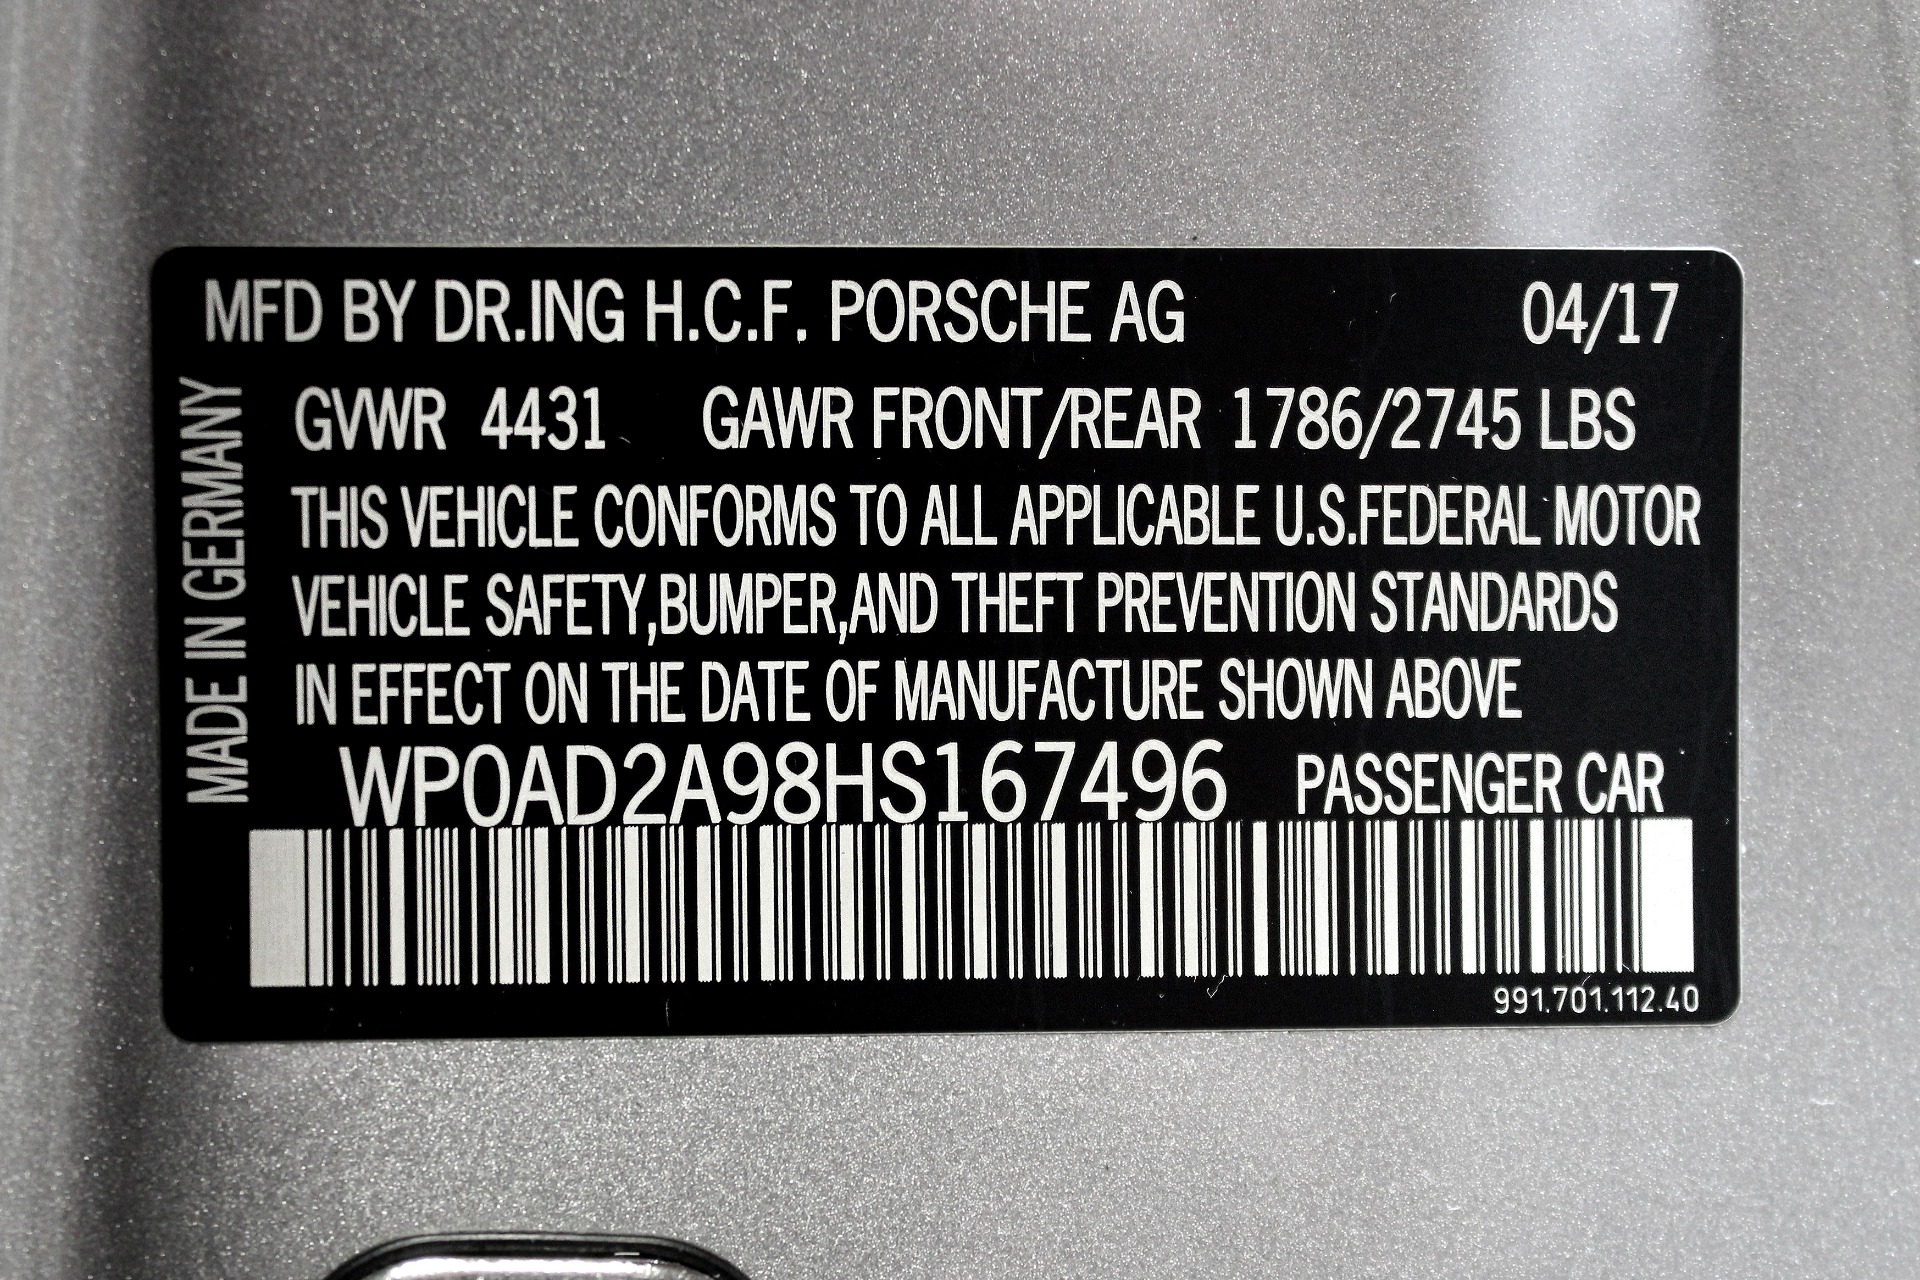 MFD BY DR.ING H.C.F. PORSCHE AG 04/17
MADE IN GERMANY
GVWR 4431 GAWR FRONT/REAR 1786/2745 LBS
THIS VEHICLE CONFORMS TO ALL APPLICABLE U.S.FEDERAL MOTOR
VEHICLE SAFETY,BUMPER,AND THEFT PREVENTION STANDARDS
IN EFFECT ON THE DATE OF MANUFACTURE SHOWN ABOVE
WP0AD2A98HS167496 PASSENGER CAR
991.701.112.40